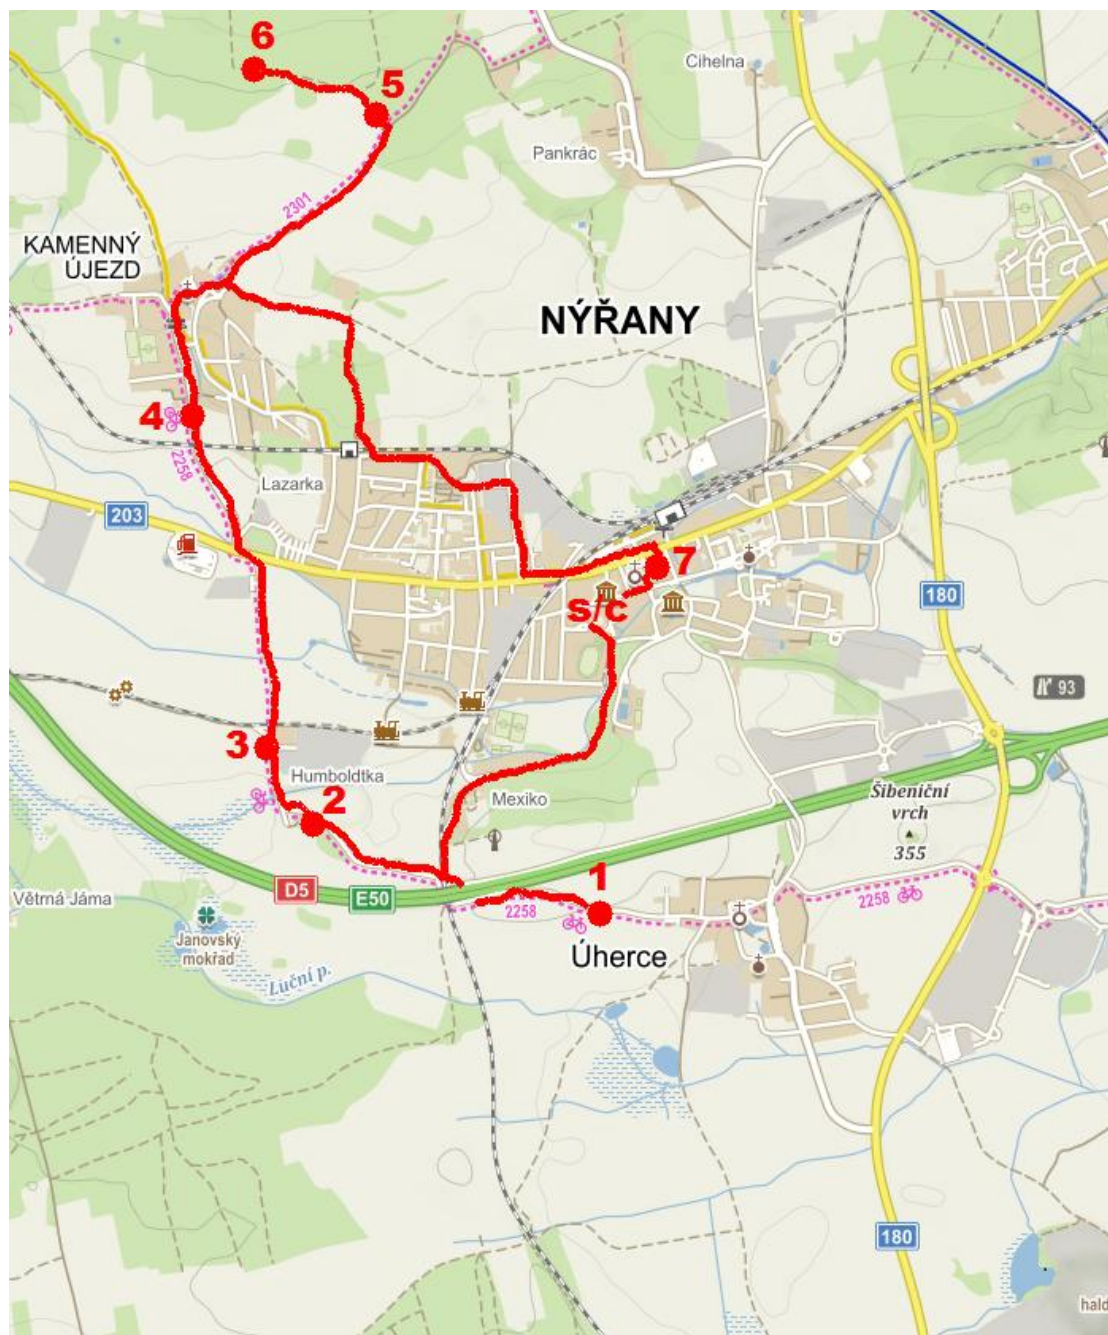 6
5
Cihelna
Pankrác
2301
KAMENNÝ
ÚJEZD
NÝŘANY
4
2258
Lazarka
203
7
S/C
180
93
3
Humboldtka
2
Mexiko
Šibeniční
vrch
355
1
D5
E50
2258
2258
Větrná Jáma
Janovský
mokřad
Úherce
Luční p.
180
hald